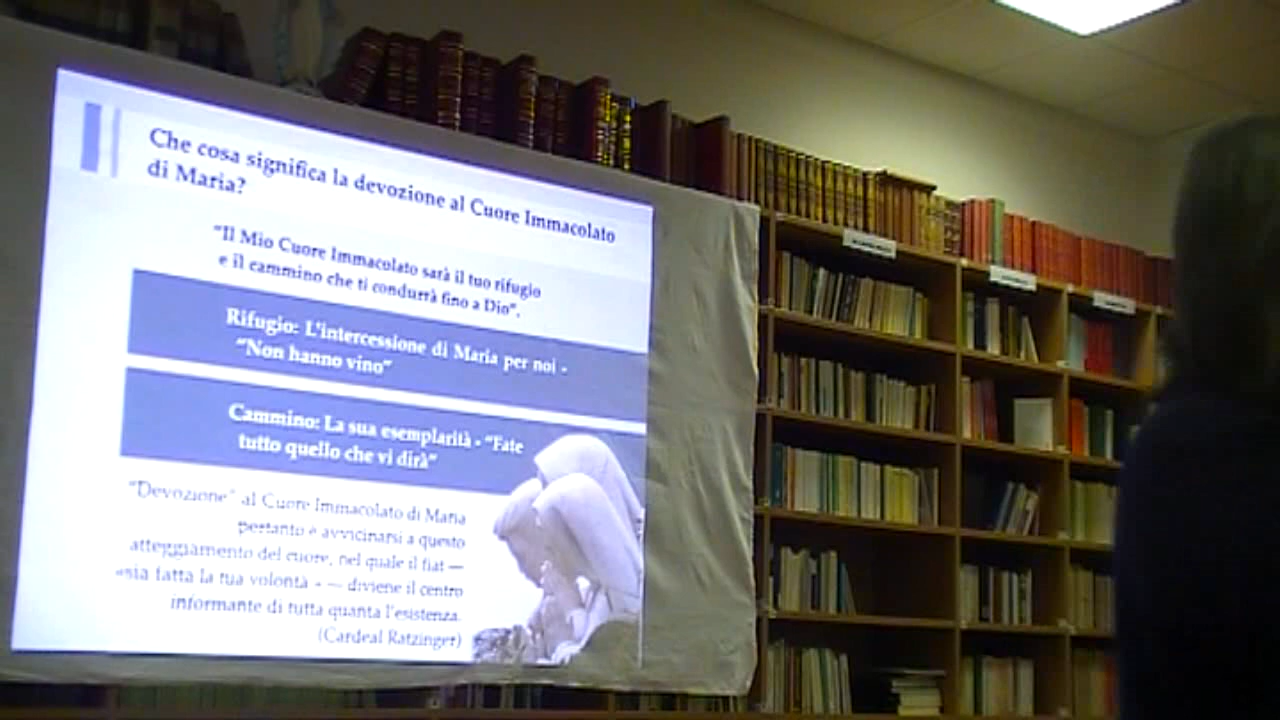 Che cosa significa la devozione al Cuore Immacolato
di Maria?
“Il Mio Cuore Immacolato sarà il tuo rifugio
e il cammino che ti condurrà fino a Dio”.
Rifugio: L'intercessione di Maria per noi -
“Non hanno vino”
Cammino: La sua esemplarità - “Fate
tutto quello che vi dirà”
“Devozione” al Cuore Immacolato di Maria
pertanto è avvicinarsi a questo
atteggiamento del cuore, nel quale il fiat —
«sia fatta la tua volontà » — diviene il centro
informante di tutta quanta l'esistenza.
(Cardeal Ratzinger)